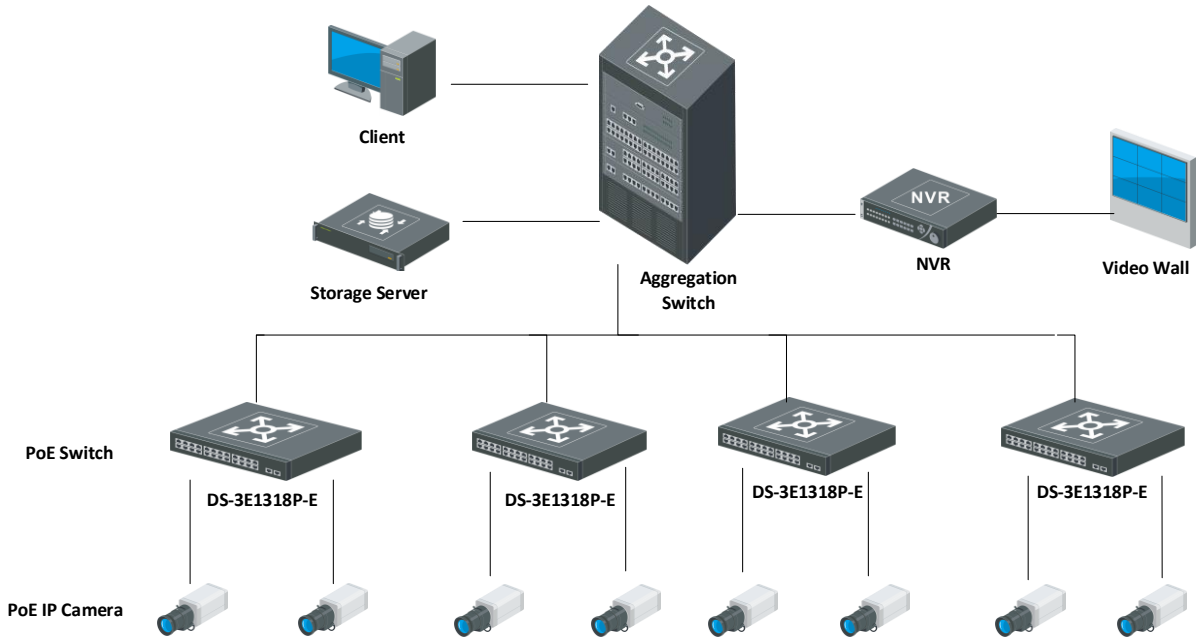 Client
NVR
Storage Server
Aggregation
Switch
NVR
Video Wall
PoE Switch
DS-3E1318P-E
DS-3E1318P-E
DS-3E1318P-E
DS-3E1318P-E
PoE IP Camera